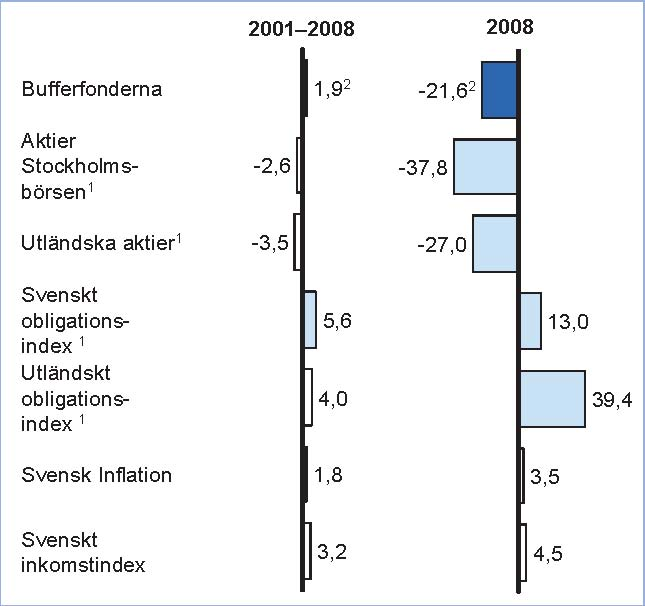 2001–2008 2008
Bufferfonderna 1,9² -21,6²
Aktier
Stockholms- -2,6 -37,8
börsen¹
Utländska aktier¹ -3,5 -27,0
Svenskt
obligations- 5,6 13,0
index ¹
Utländskt
obligations- 4,0 39,4
index ¹
Svensk Inflation 1,8 3,5
Svenskt 3,2 4,5
inkomstindex